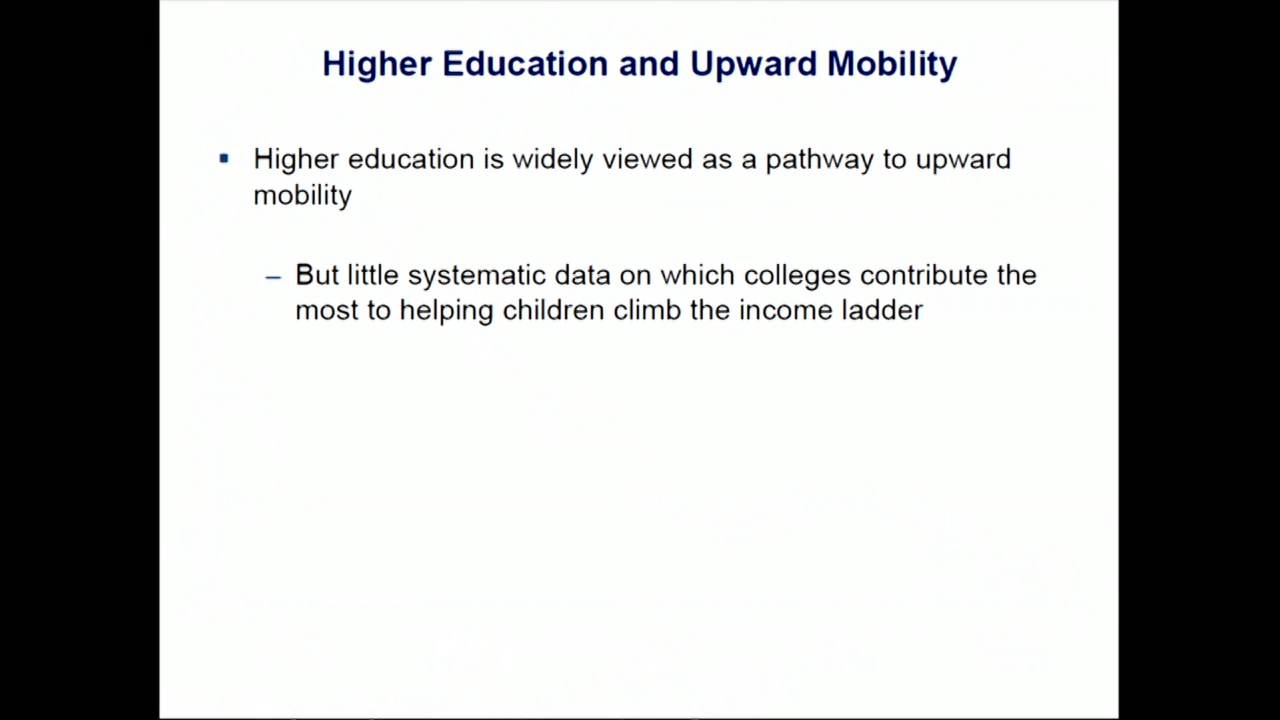 Higher Education and Upward Mobility
▪ Higher education is widely viewed as a pathway to upward
mobility
– But little systematic data on which colleges contribute the
most to helping children climb the income ladder